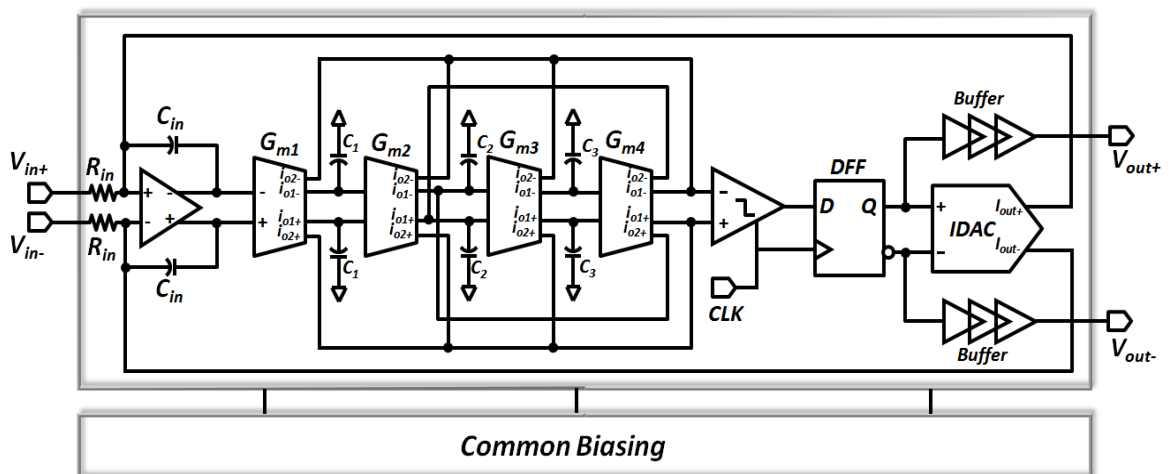 V_in+
V_in-
R_in
R_in
C_in
C_in
+
-
-
+
G_m1
-
+
i_o2-
i_o1-
i_o1+
i_o2+
C_1
C_1
G_m2
i_o2-
i_o1-
i_o1+
i_o2+
C_2
C_2
G_m3
i_o2-
i_o1-
i_o1+
i_o2+
C_3
C_3
G_m4
i_o2-
i_o1-
i_o1+
i_o2+
−
+
CLK
DFF
D Q
Buffer
+
−
IDAC
I_out+
I_out-
Buffer
V_out+
V_out-
Common Biasing